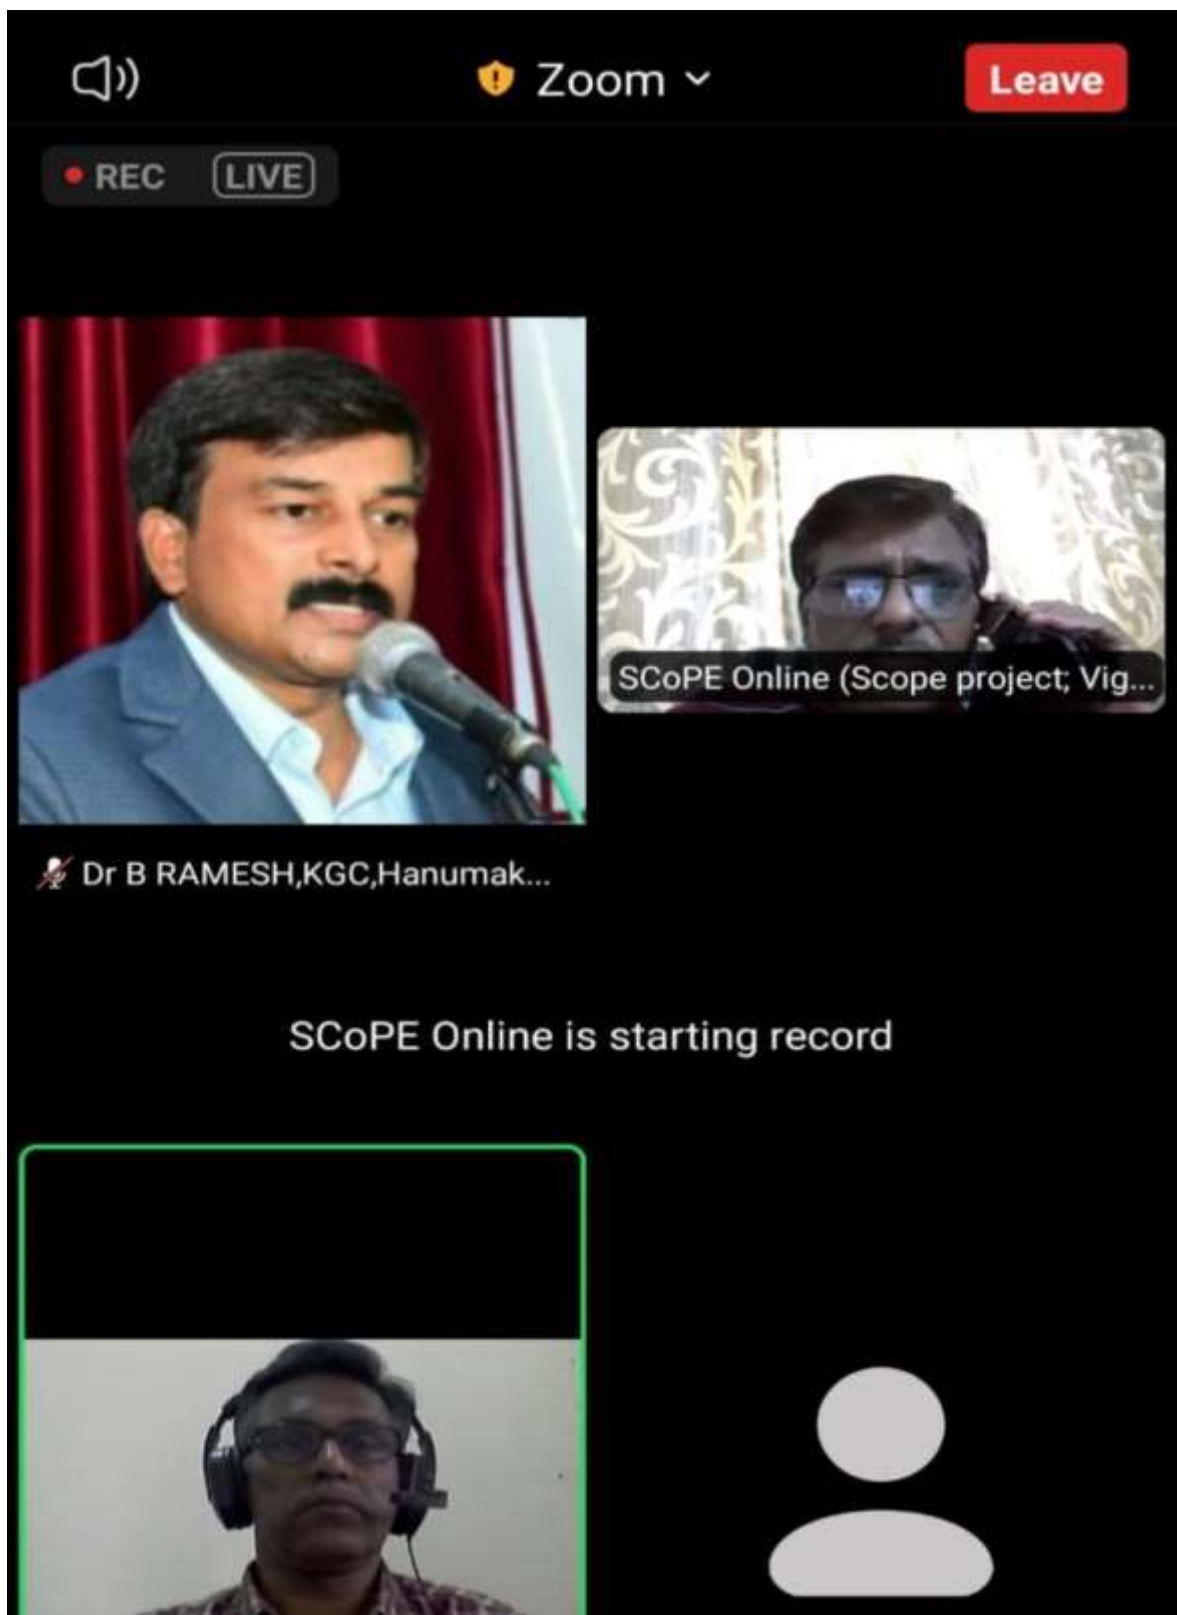 Zoom
Leave
REC
LIVE
SCoPE Online (Scope project; Vig...
Dr B RAMESH,KGC,Hanumak...
SCoPE Online is starting record